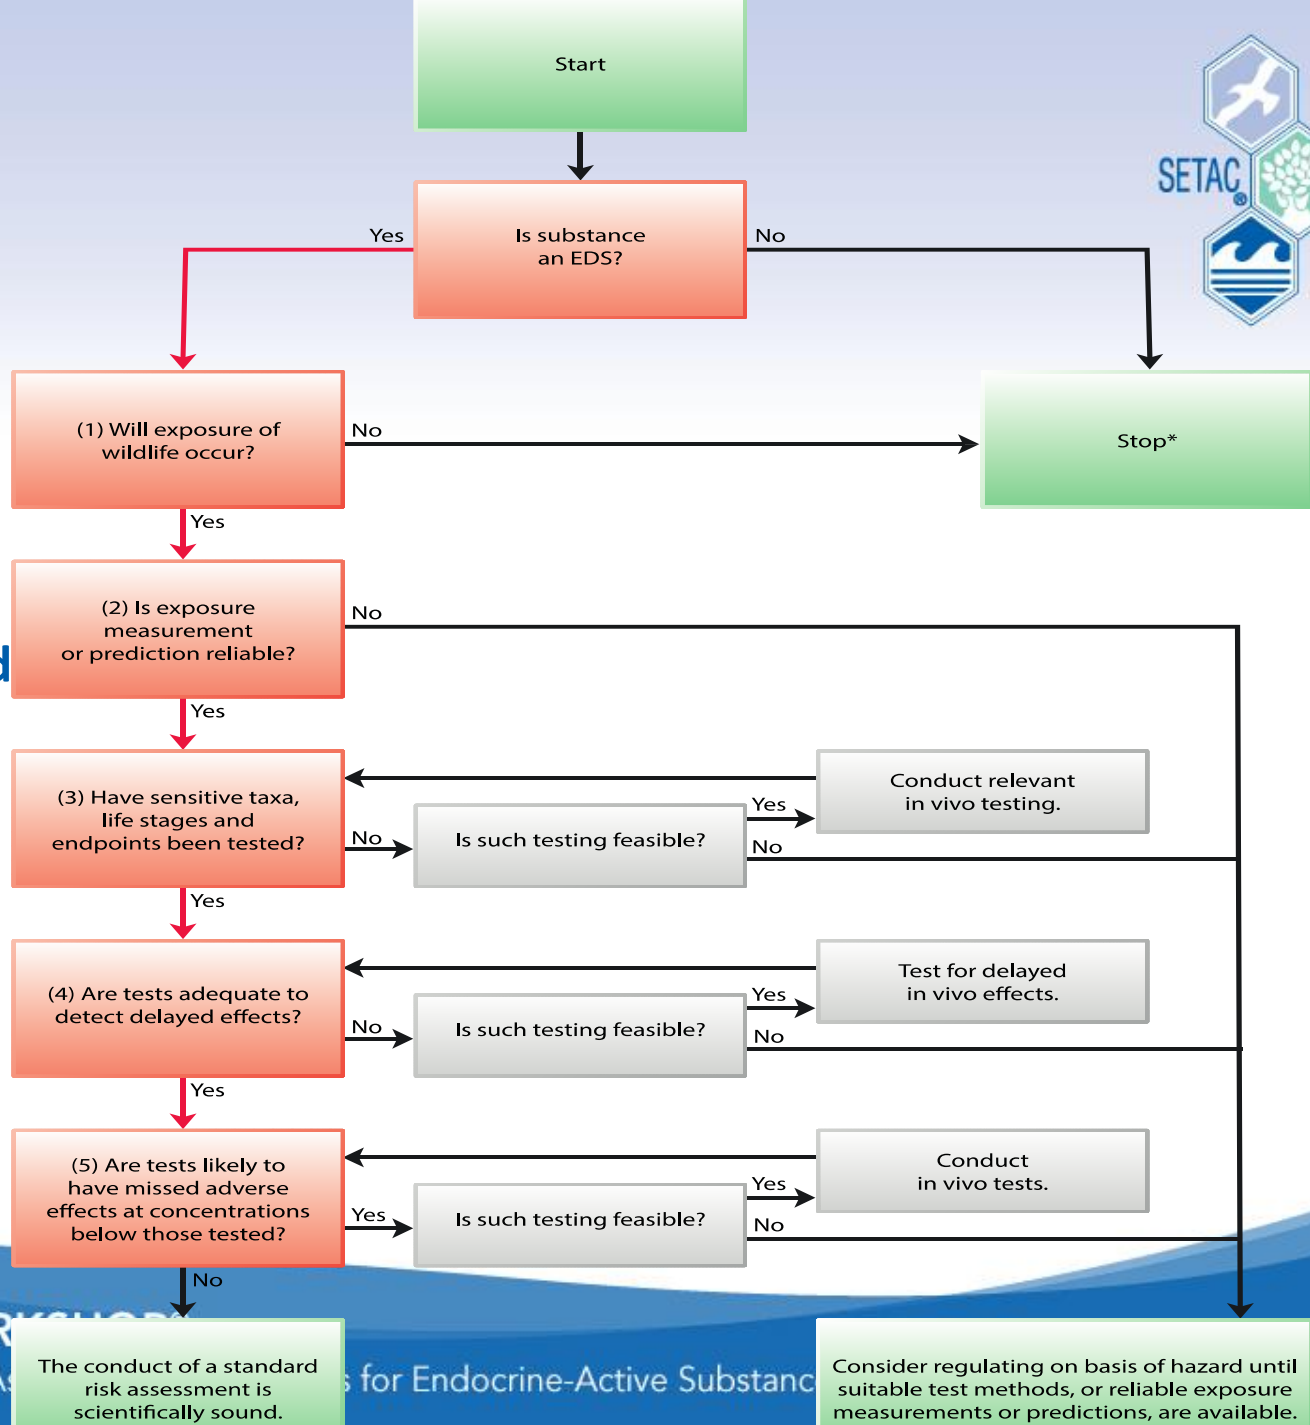 Start
SETAC
®
Is substance
an EDS?
Yes
No
(1) Will exposure of
wildlife occur?
No
Stop*
Yes
(2) Is exposure
measurement
or prediction reliable?
No
d
Yes
(3) Have sensitive taxa,
life stages and
endpoints been tested?
No
Is such testing feasible?
Yes
No
Conduct relevant
in vivo testing.
Yes
(4) Are tests adequate to
detect delayed effects?
No
Is such testing feasible?
Yes
No
Test for delayed
in vivo effects.
Yes
(5) Are tests likely to
have missed adverse
effects at concentrations
below those tested?
Yes
Is such testing feasible?
Yes
No
Conduct
in vivo tests.
No
The conduct of a standard
risk assessment is
scientifically sound.
s for Endocrine-Active Substanc
Consider regulating on basis of hazard until
suitable test methods, or reliable exposure
measurements or predictions, are available.